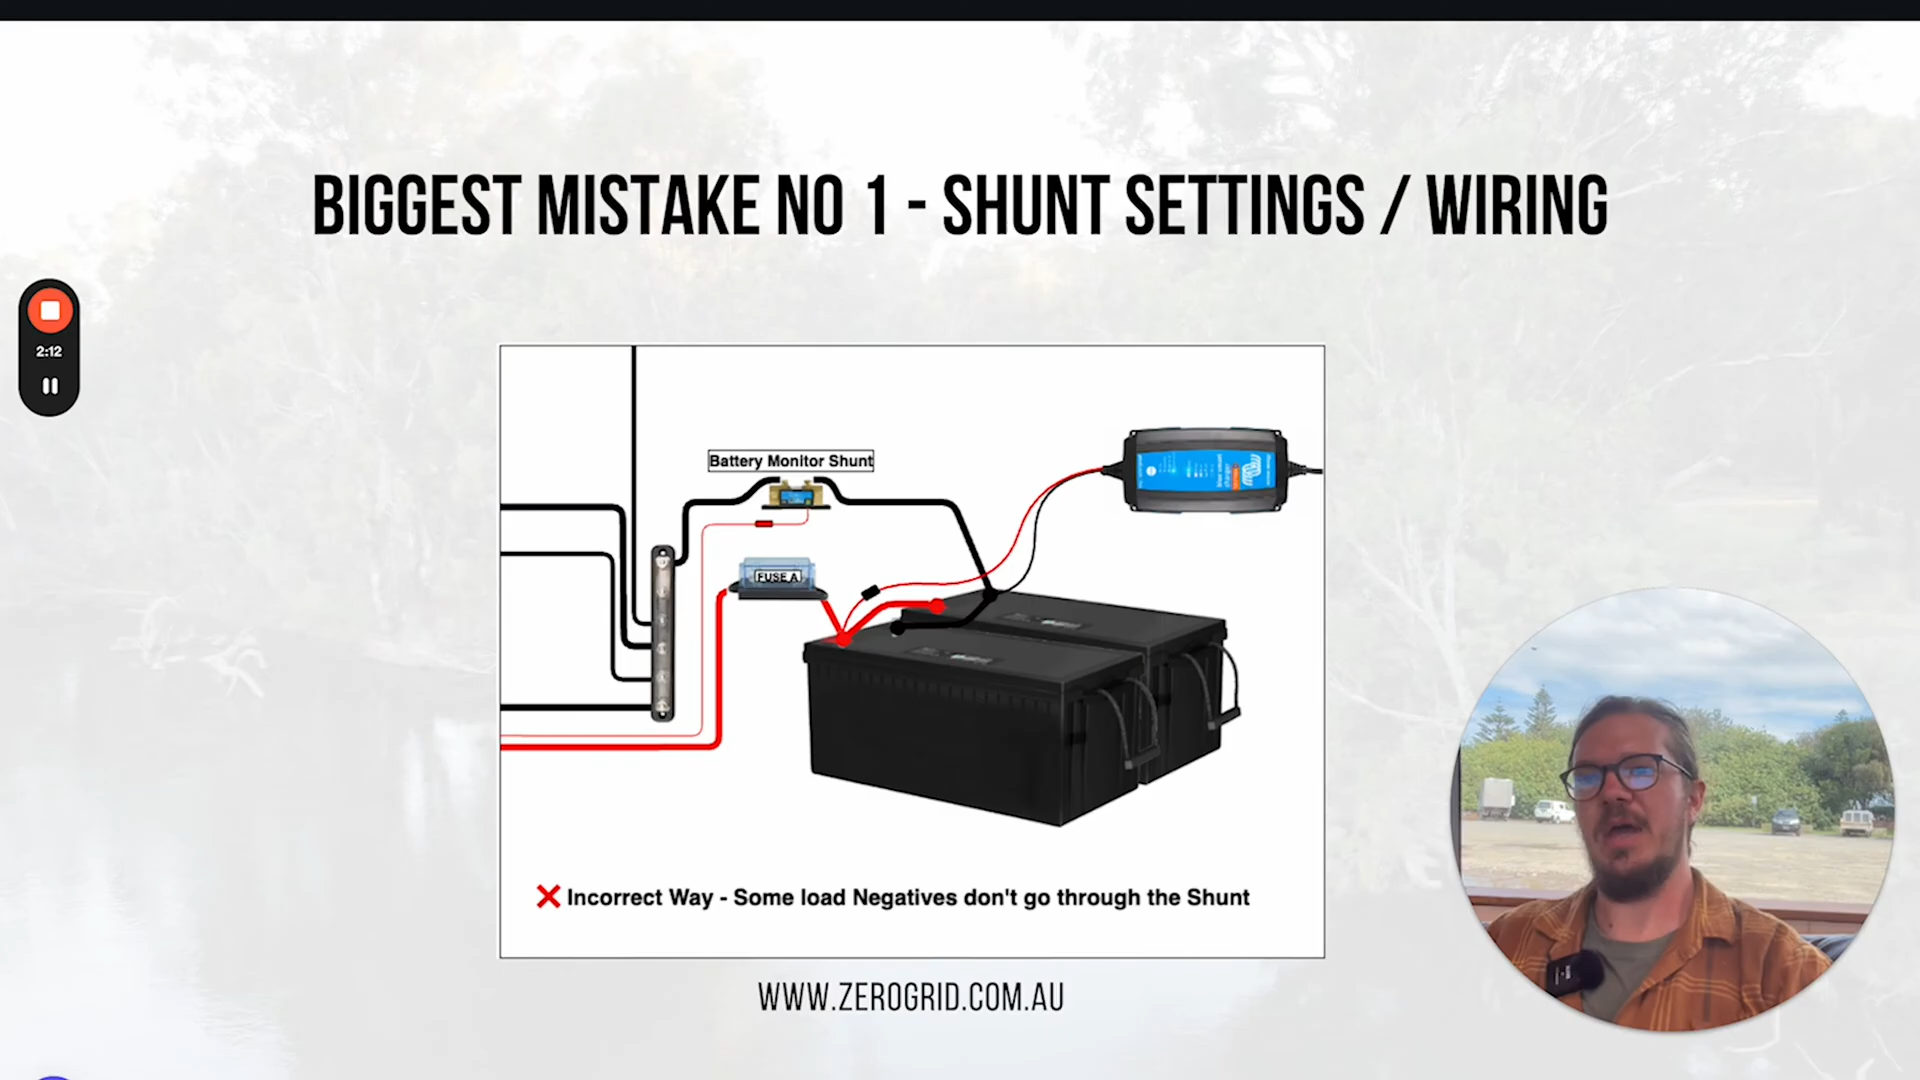 BIGGEST MISTAKE NO 1 - SHUNT SETTINGS / WIRING
2:12
Battery Monitor Shunt
FUSE A
Incorrect Way - Some load Negatives don't go through the Shunt
WWW.ZEROGRID.COM.AU